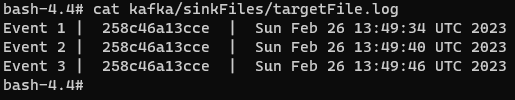 bash-4.4# cat kafka/sinkFiles/targetFile.log
Event 1 |  258c46a13cce  |  Sun Feb 26 13:49:34 UTC 2023
Event 2 |  258c46a13cce  |  Sun Feb 26 13:49:40 UTC 2023
Event 3 |  258c46a13cce  |  Sun Feb 26 13:49:46 UTC 2023
bash-4.4#